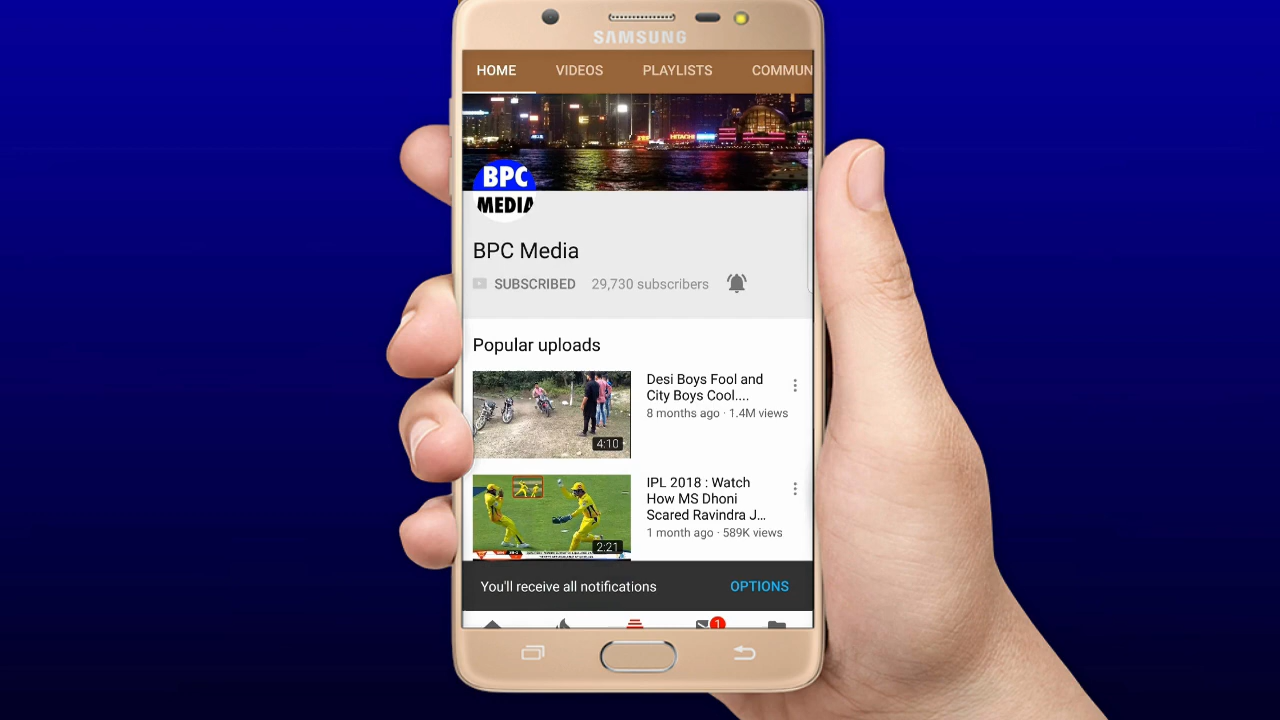 SAMSUNG
HOME VIDEOS PLAYLISTS COMMUN
HITACHI
BPC
MEDIA
BPC Media
SUBSCRIBED 29,730 subscribers
Popular uploads
Desi Boys Fool and
City Boys Cool....
8 months ago · 1.4M views
4:10
IPL 2018 : Watch
How MS Dhoni
Scared Ravindra J...
1 month ago · 589K views
2:21
You'll receive all notifications OPTIONS
1